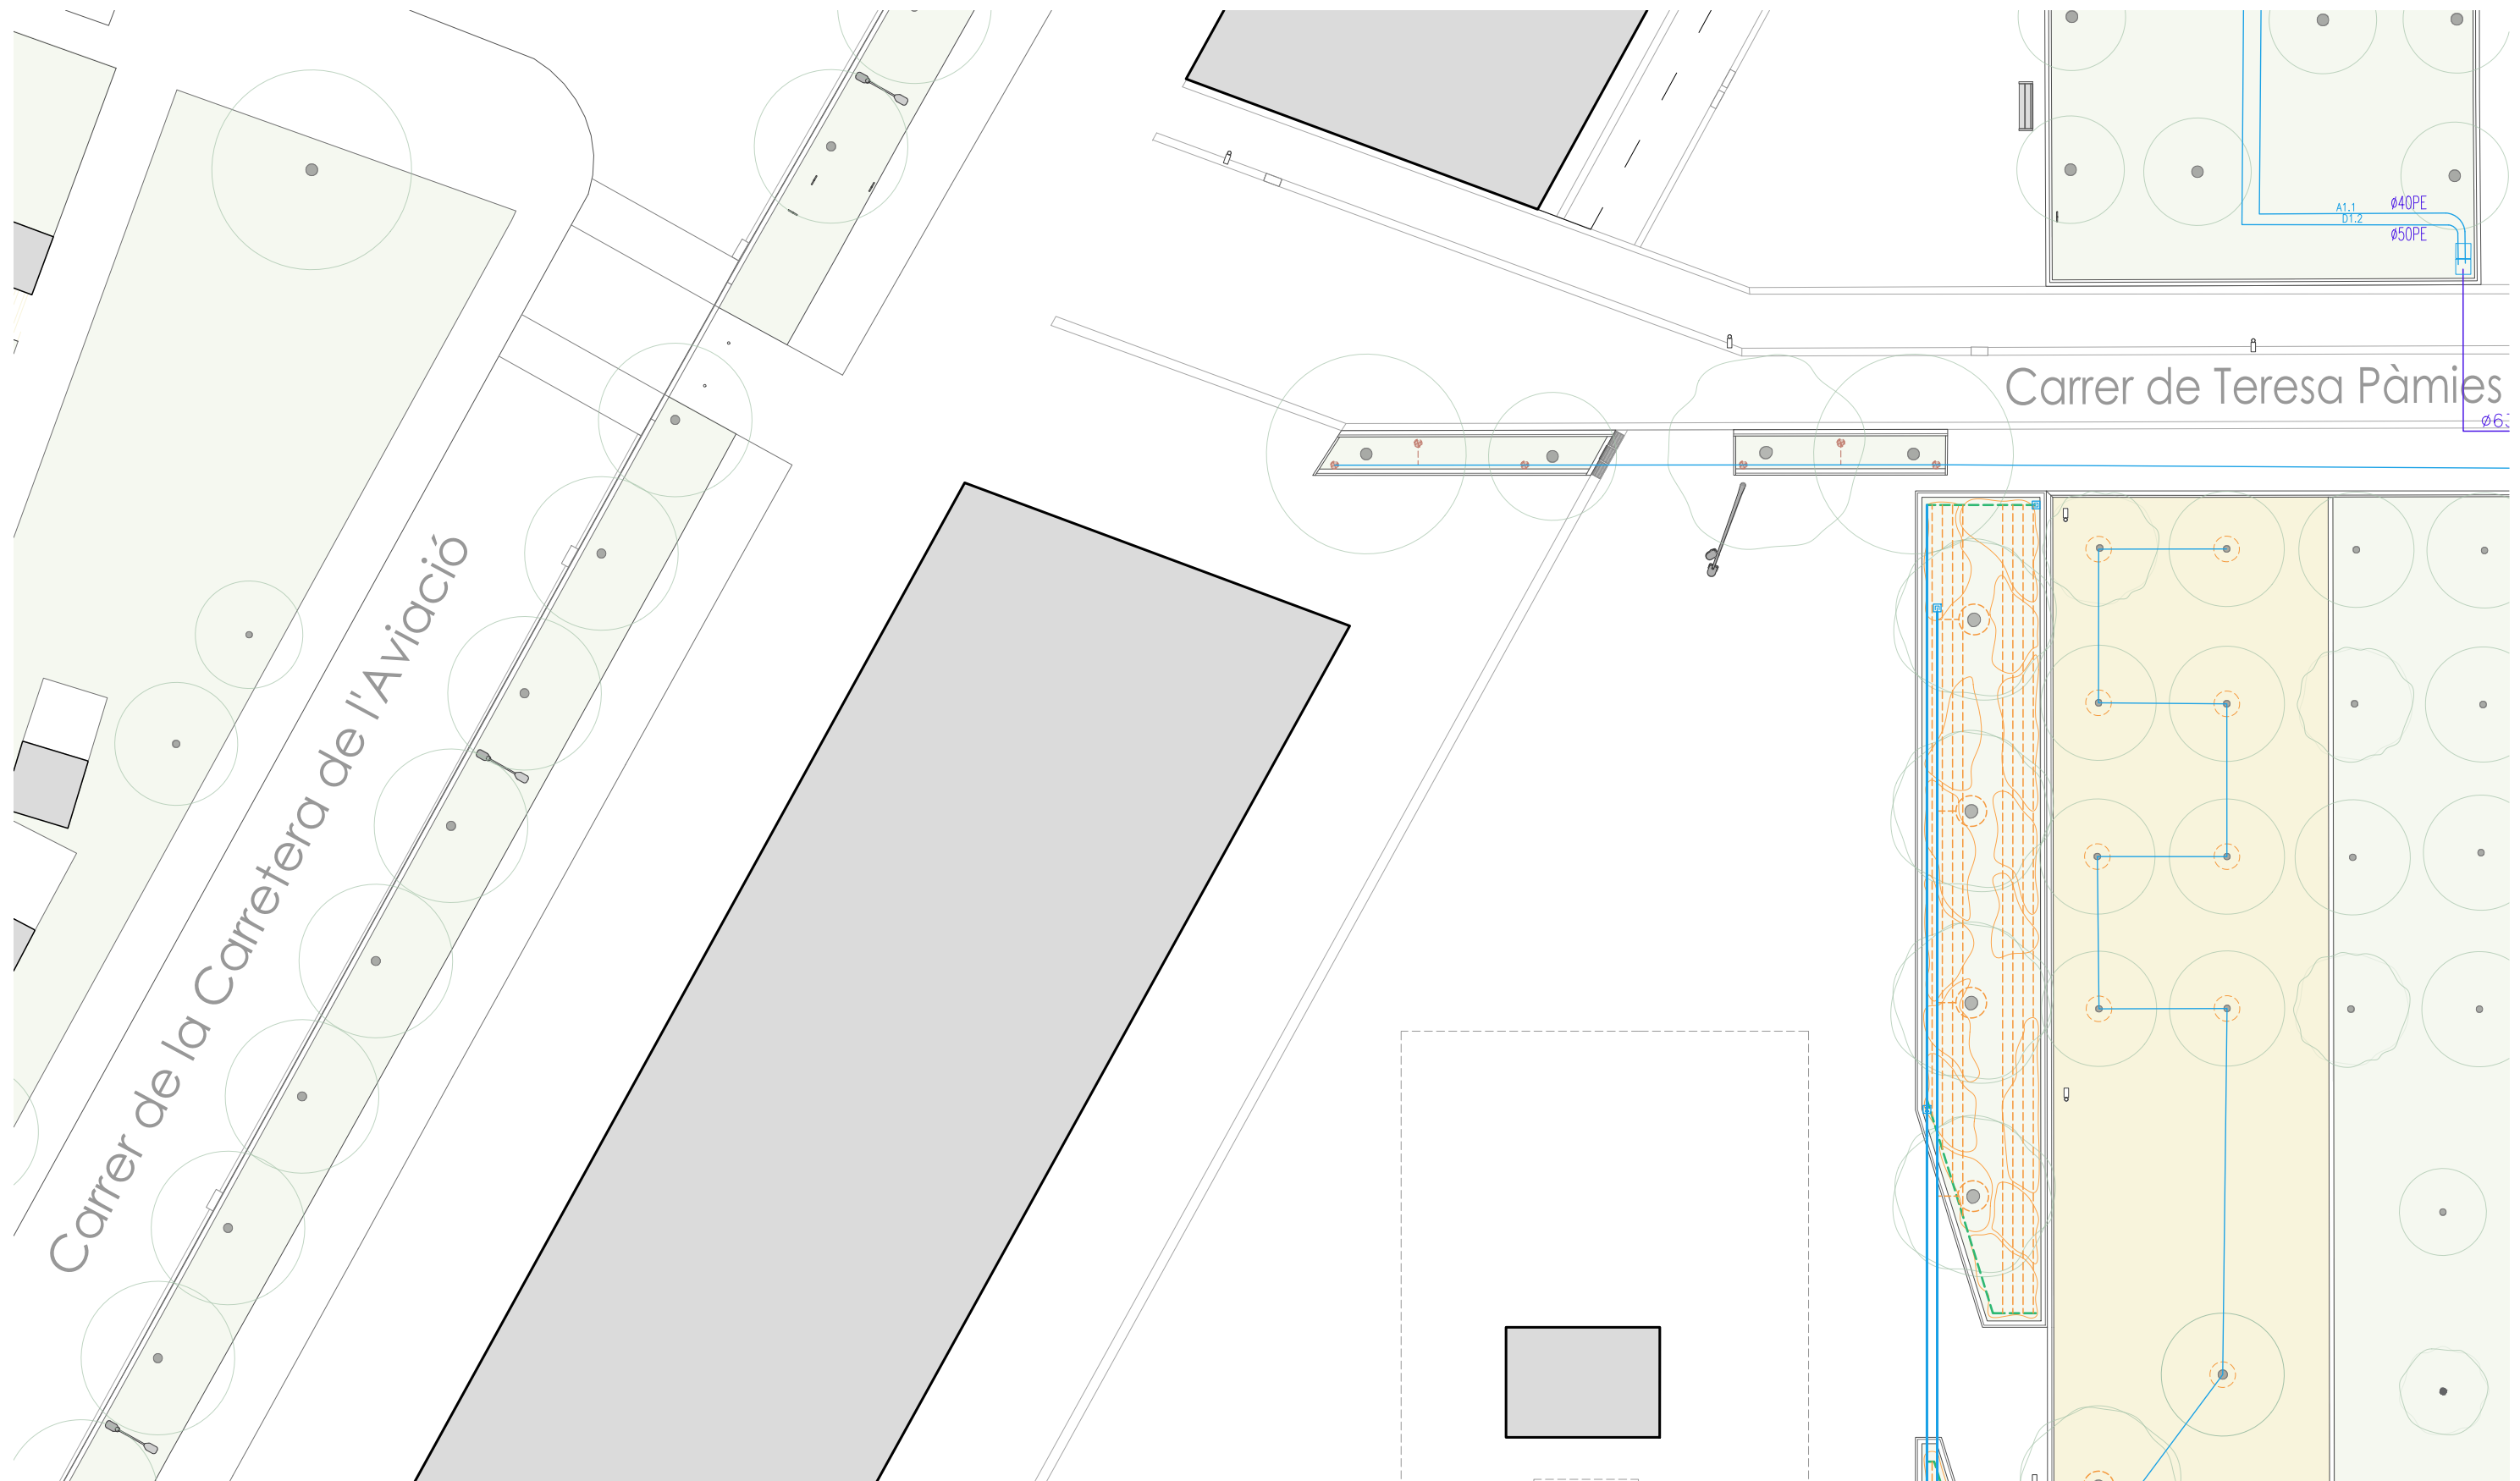 ø40PE
A1.1
D1.2
ø50PE
Carrer de Teresa Pàmies
Carrer de la Carretera de l'Aviació